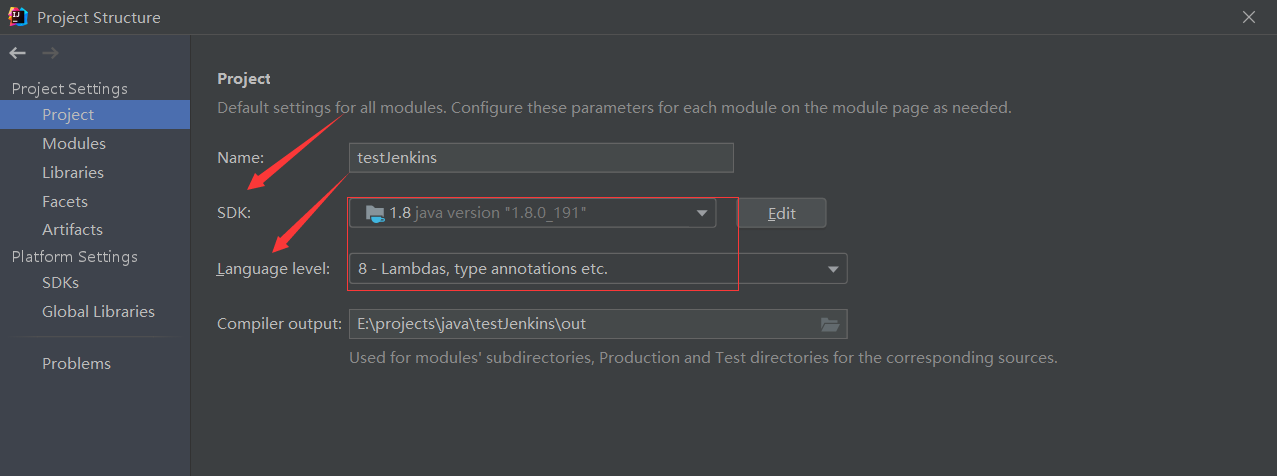 Project Structure
Project Settings
Project
Modules
Libraries
Facets
Artifacts
Platform Settings
SDKs
Global Libraries
Problems
Project
Default settings for all modules. Configure these parameters for each module on the module page as needed.
Name: testJenkins
SDK: 1.8 java version "1.8.0_191" Edit
Language level: 8 - Lambdas, type annotations etc.
Compiler output: E:\projects\java\testJenkins\out
Used for modules' subdirectories, Production and Test directories for the corresponding sources.